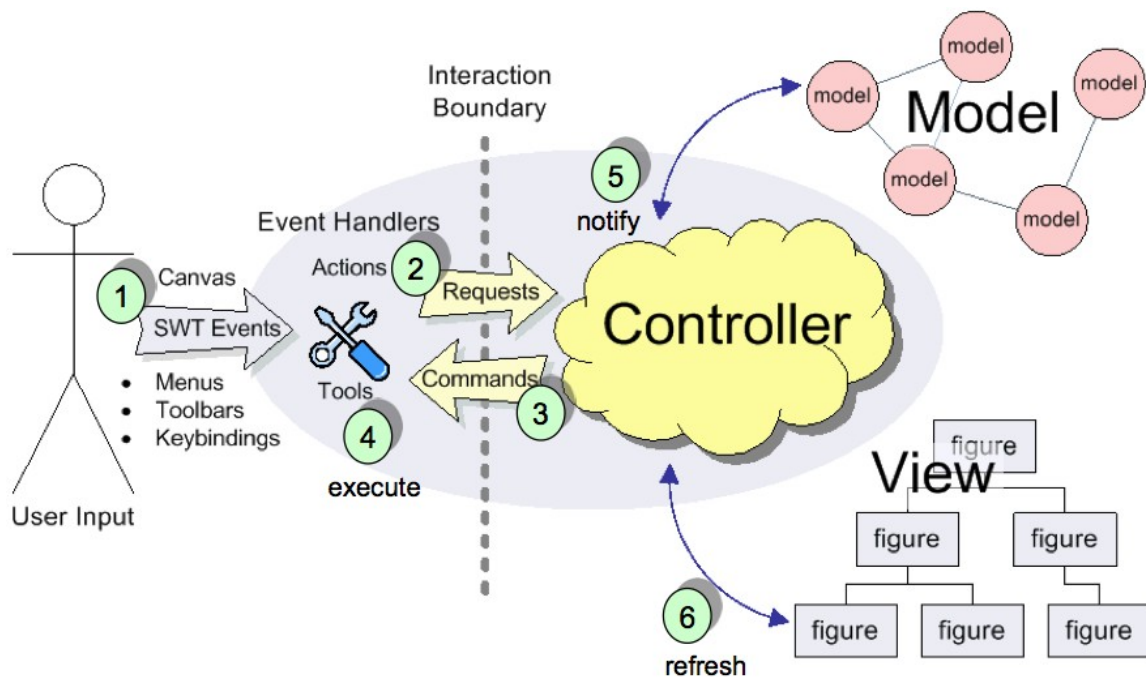 Interaction
Boundary
Event Handlers
1
Canvas
SWT Events
• Menus
• Toolbars
• Keybindings
User Input
Actions
2
Requests
Tools
Commands
3
4
execute
5
notify
Controller
model
model
model
Model
model
model
6
refresh
figure
View
figure
figure
figure
figure
figure